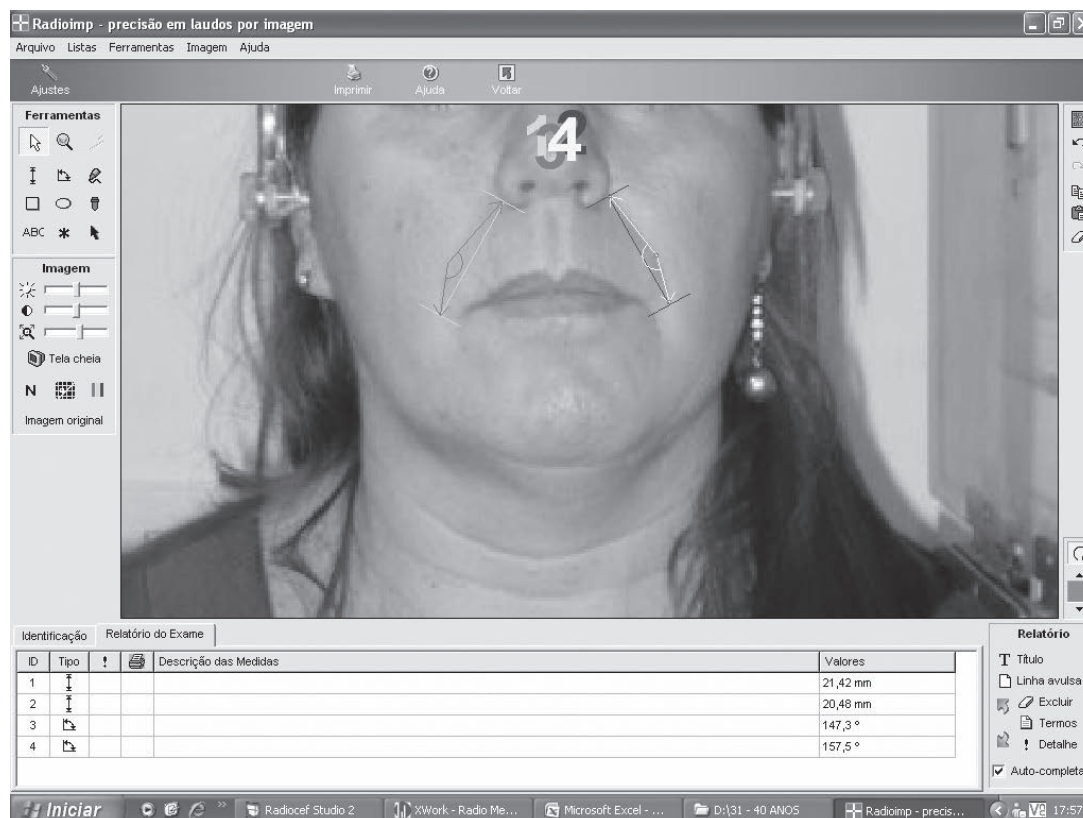 Radioimp - precisão em laudos por imagem
Arquivo Listas Ferramentas Imagem Ajuda
Ajustes Imprimir Ajuda Voltar
Ferramentas
ABC
Imagem
Tela cheia
N
Imagem original
4
Identificação Relatório do Exame
ID Tipo ! Descrição das Medidas Valores
1 21,42 mm
2 20,48 mm
3 147,3 °
4 157,5 °
Relatório
T Título
Linha avulsa
Excluir
Termos
! Detalhe
Auto-completa
Iniciar » Radiocef Studio 2 XWork - Radio Me... Microsoft Excel - ... D:\31 - 40 ANOS Radioimp - precis... 17:57